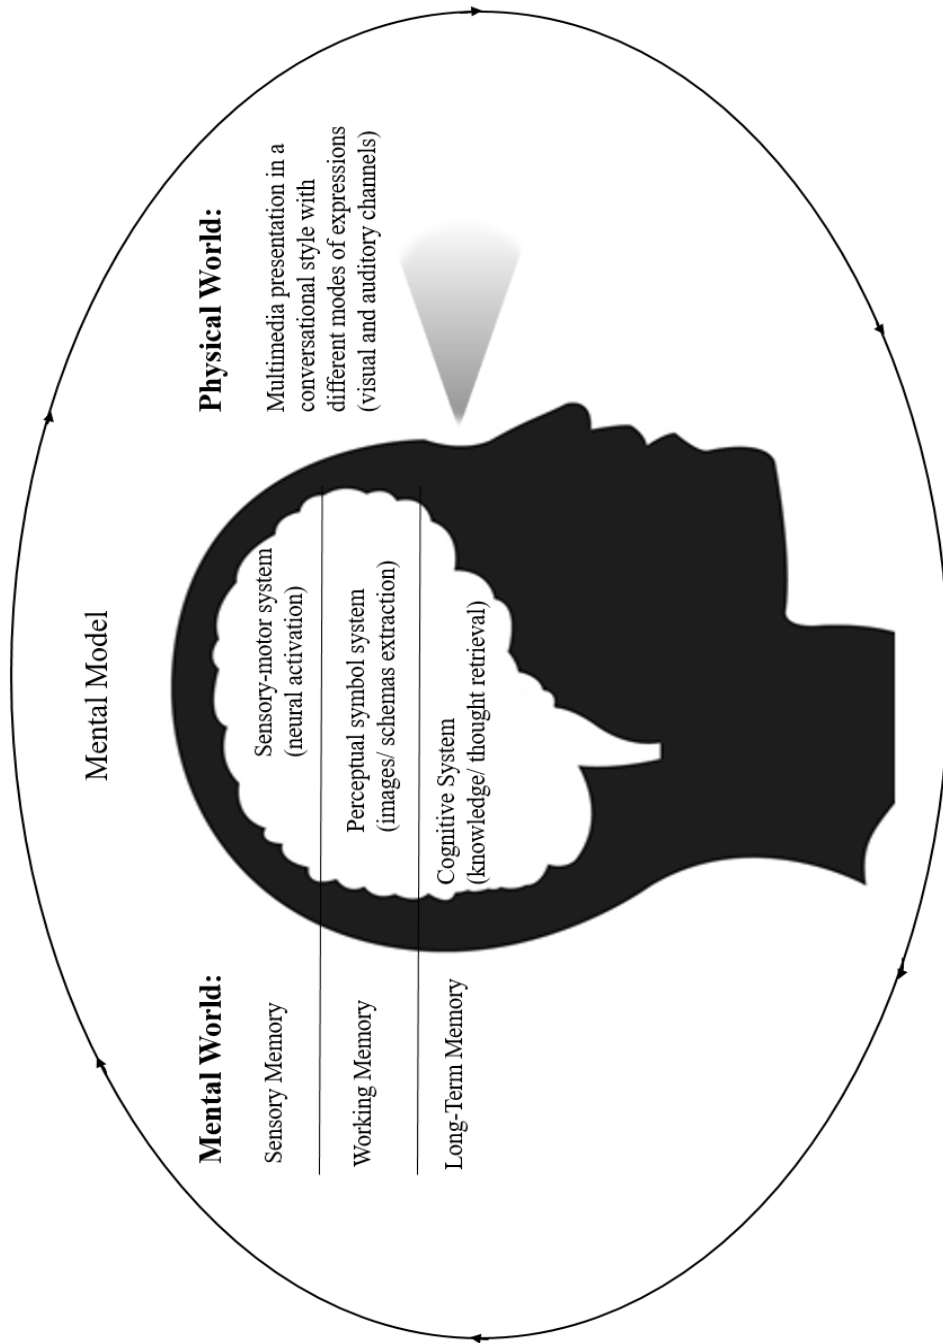 Mental Model
Mental World:
Sensory Memory
Working Memory
Long-Term Memory
Sensory-motor system
(neural activation)
Perceptual symbol system
(images/ schemas extraction)
Cognitive System
(knowledge/ thought retrieval)
Physical World:
Multimedia presentation in a
conversational style with
different modes of expressions
(visual and auditory channels)